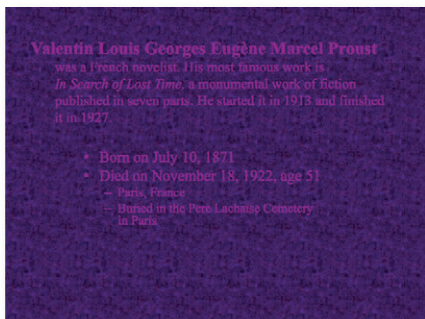 Valentin Louis Georges Eugène Marcel Proust
was a French novelist. His most famous work is
In Search of Lost Time, a monumental work of fiction
published in seven parts. He started it in 1913 and finished
it in 1927.
• Born on July 10, 1871
• Died on November 18, 1922, age 51
– Paris, France
– Buried in the Père Lachaise Cemetery
in Paris